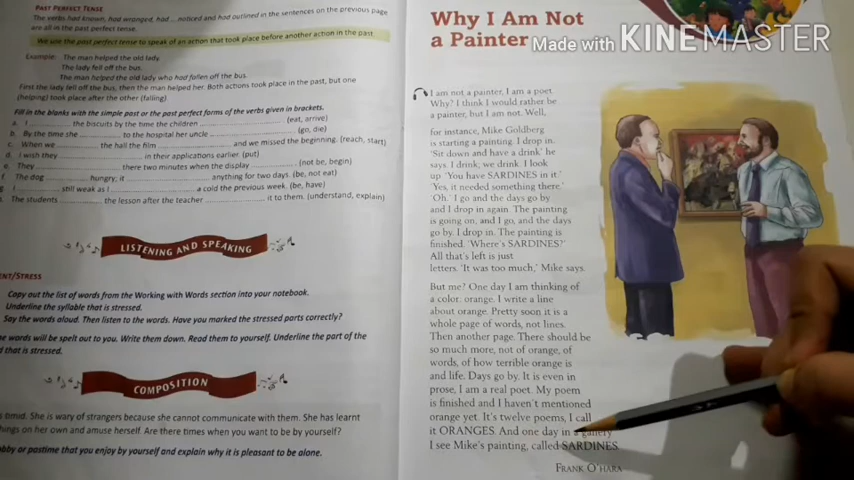 PAST PERFECT TENSE
The verbs had known, had wronged, had ... noticed and had outlined in the sentences on the previous page
are all in the past perfect tense.
We use the past perfect tense to speak of an action that took place before another action in the past.
Example: The man helped the old lady.
The lady fell off the bus.
The man helped the old lady who had fallen off the bus.
First the lady fell off the bus, then the man helped her. Both actions took place in the past, but one
(helping) took place after the other (falling).
Fill in the blanks with the simple past or the past perfect forms of the verbs given in brackets.
a. I the biscuits by the time the children (eat, arrive)
b. By the time she to the hospital her uncle (go, die)
c. When we the hall the film and we missed the beginning. (reach, start)
d. I wish they in their applications earlier. (put)
e. They there two minutes when the display (not be, begin)
f. The dog hungry; it anything for two days. (be, not eat)
still weak as I a cold the previous week. (be, have)
The students the lesson after the teacher it to them. (understand, explain)
LISTENING AND SPEAKING
ENT/STRESS
Copy out the list of words from the Working with Words section into your notebook.
Underline the syllable that is stressed.
Say the words aloud. Then listen to the words. Have you marked the stressed parts correctly?
words will be spelt out to you. Write them down. Read them to yourself. Underline the part of the
d that is stressed.
COMPOSITION
is timid. She is wary of strangers because she cannot communicate with them. She has learnt
things on her own and amuse herself. Are there times when you want to be by yourself?
obby or pastime that you enjoy by yourself and explain why it is pleasant to be alone.
Why I Am Not
a Painter
Made with KINEMASTER
I am not a painter, I am a poet.
Why? I think I would rather be
a painter, but I am not. Well,
for instance, Mike Goldberg
is starting a painting. I drop in.
'Sit down and have a drink' he
says. I drink; we drink. I look
up 'You have SARDINES in it.'
'Yes, it needed something there.'
'Oh.' I go and the days go by
and I drop in again. The painting
is going on, and I go, and the days
go by. I drop in. The painting is
finished. 'Where's SARDINES?'
All that's left is just
letters. 'It was too much,' Mike says.
But me? One day I am thinking of
a color: orange. I write a line
about orange. Pretty soon it is a
whole page of words, not lines.
Then another page. There should be
so much more, not of orange, of
words, of how terrible orange is
and life. Days go by. It is even in
prose, I am a real poet. My poem
is finished and I haven't mentioned
orange yet. It's twelve poems, I call
it ORANGES. And one day in a gallery
I see Mike's painting, called SARDINES.
FRANK O'HARA